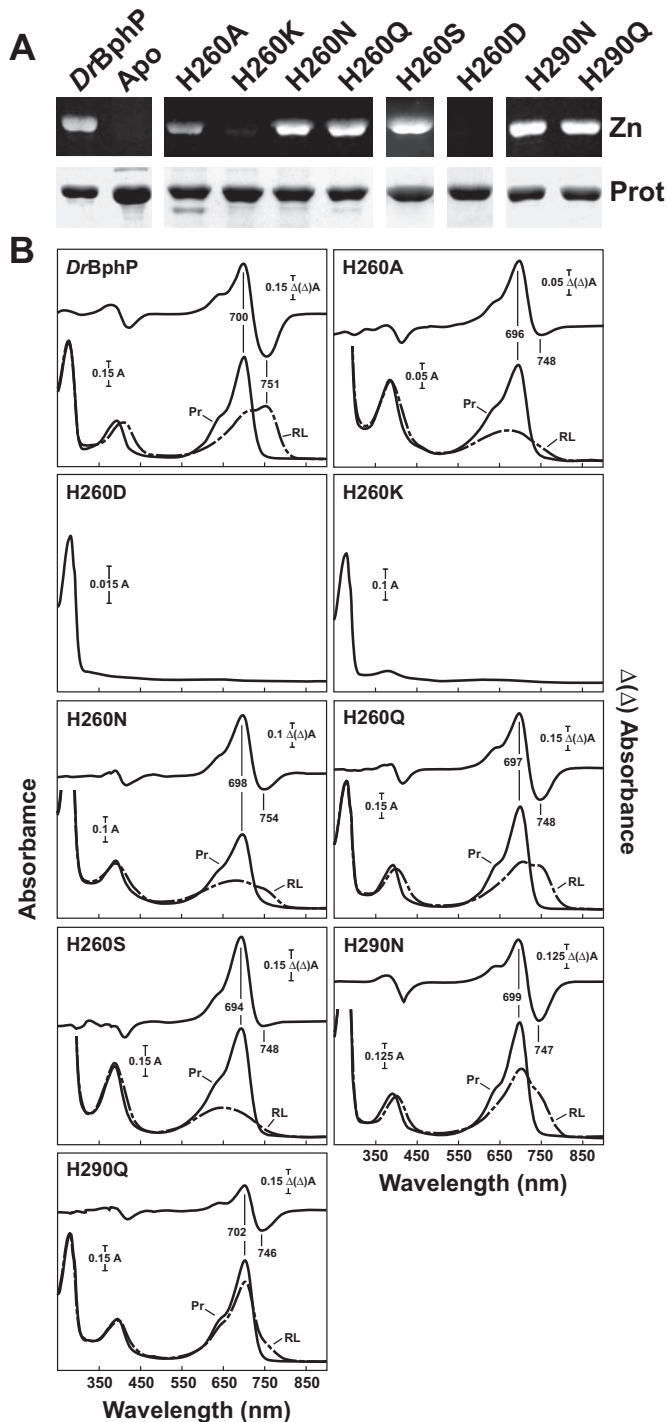 A
DrBphP
Apo
H260A
H260K
H260N
H260Q
H260S
H260D
H290N
H290Q
Zn
Prot
B
DrBphP
0.15 Δ(Δ)A
700
0.15 A
751
Pr
RL
H260A
0.05 Δ(Δ)A
696
748
0.05 A
Pr
RL
H260D
0.015 A
H260K
0.1 A
H260N
0.1 Δ(Δ)A
698
754
0.1 A
Pr
RL
H260Q
0.15 Δ(Δ)A
697
748
0.15 A
Pr
RL
H260S
0.15 Δ(Δ)A
694
748
0.15 A
Pr
RL
H290N
0.125 Δ(Δ)A
699
747
0.125 A
Pr
RL
350 450 550 650 750 850
Wavelength (nm)
H290Q
0.15 Δ(Δ)A
702
746
0.15 A
Pr
RL
350 450 550 650 750 850
Wavelength (nm)
Absorbamce
Δ(Δ) Absorbance